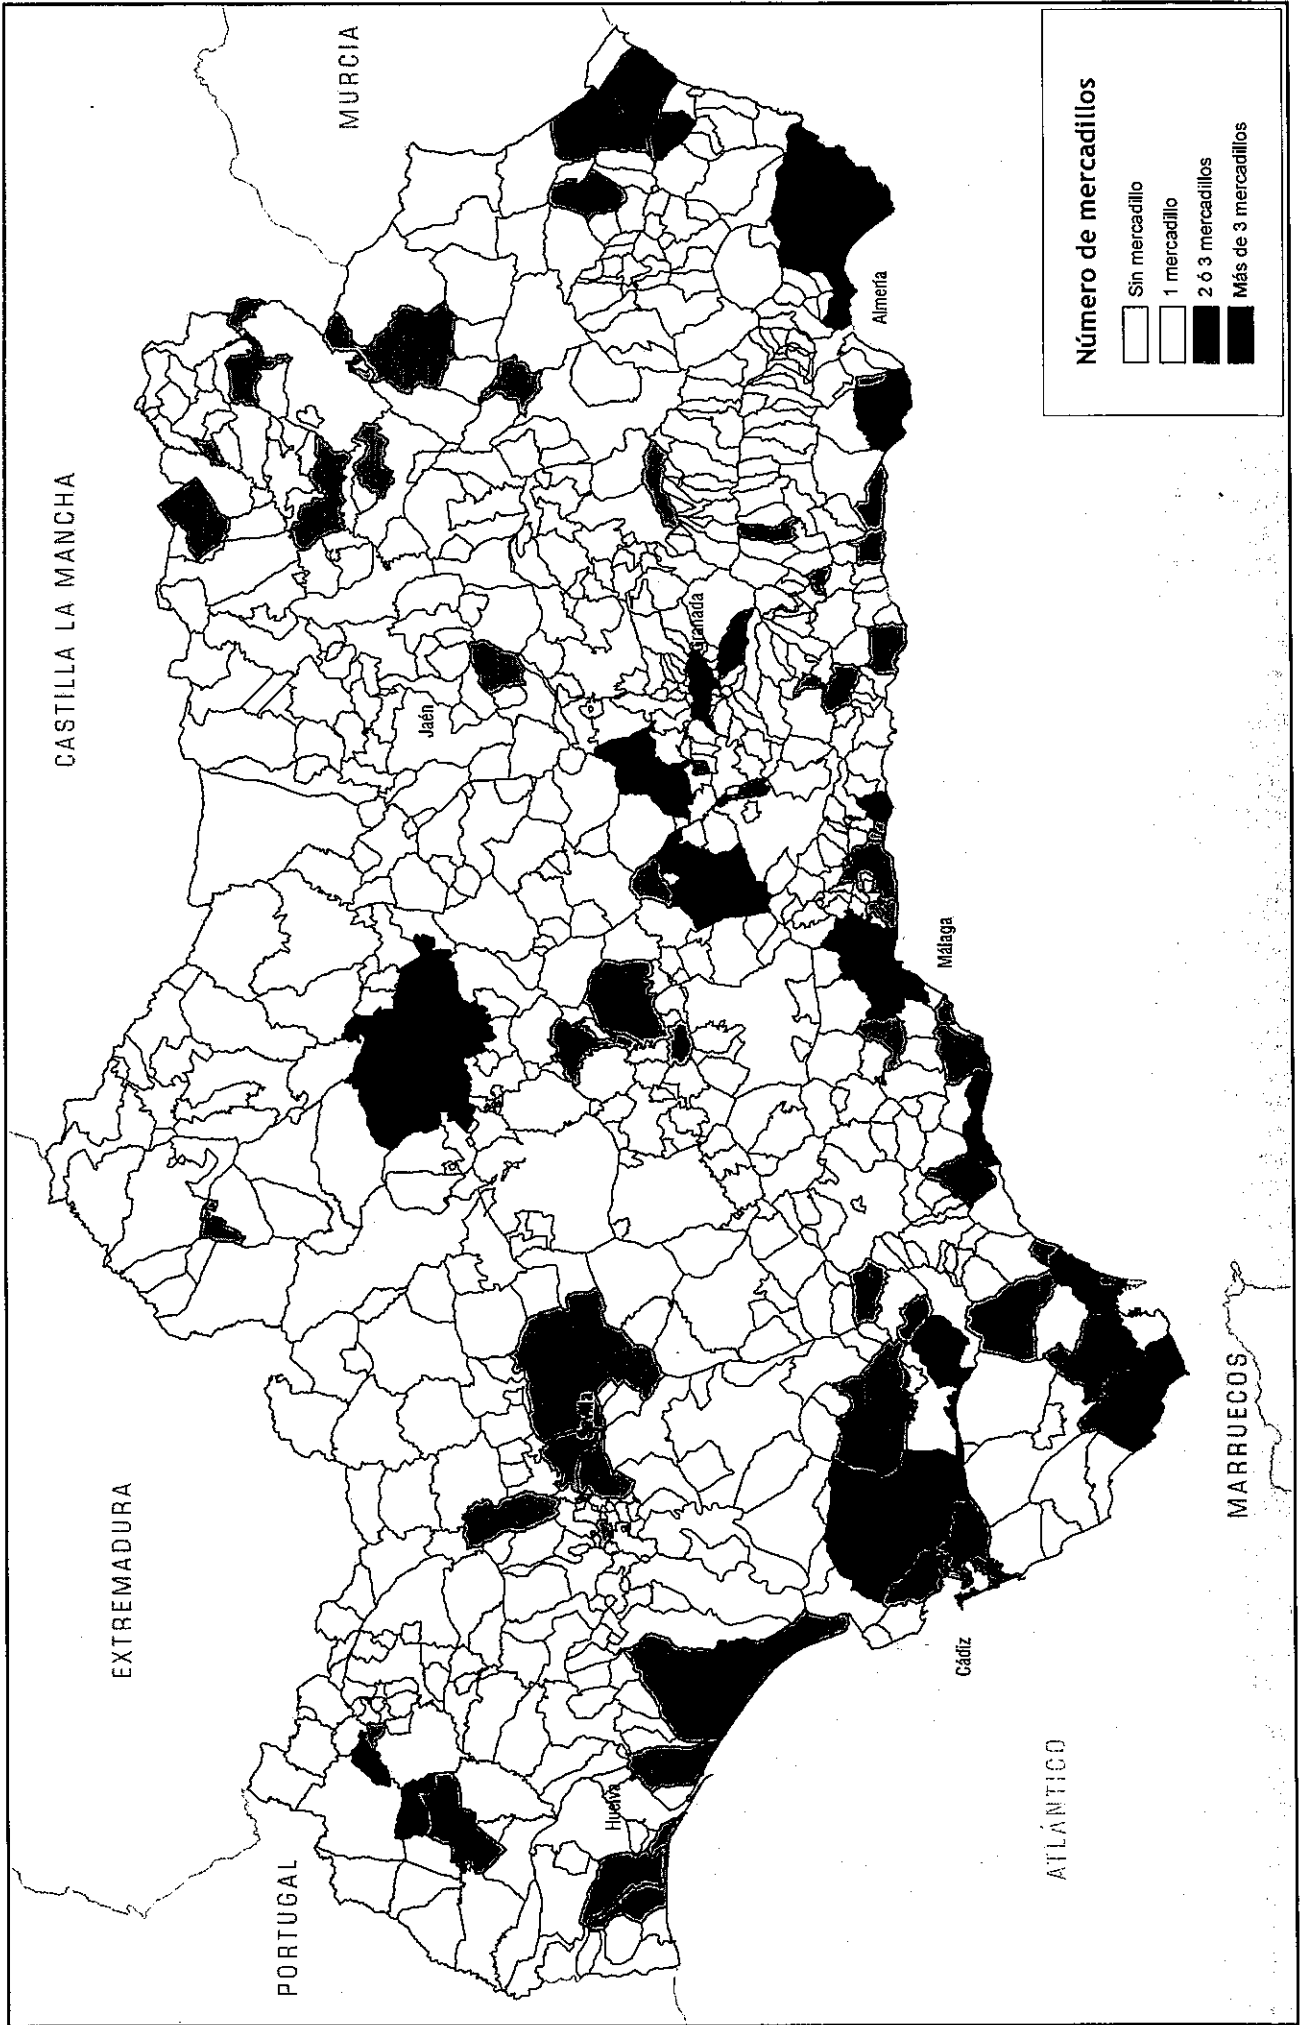 CASTILLA LA MANCHA
EXTREMADURA
MURCIA
PORTUGAL
Jaén
Sevilla
Huelva
Granada
Almería
Málaga
Cádiz
ATLÁNTICO
MARRUECOS
Número de mercadillos
Sin mercadillo
1 mercadillo
2 ó 3 mercadillos
Más de 3 mercadillos